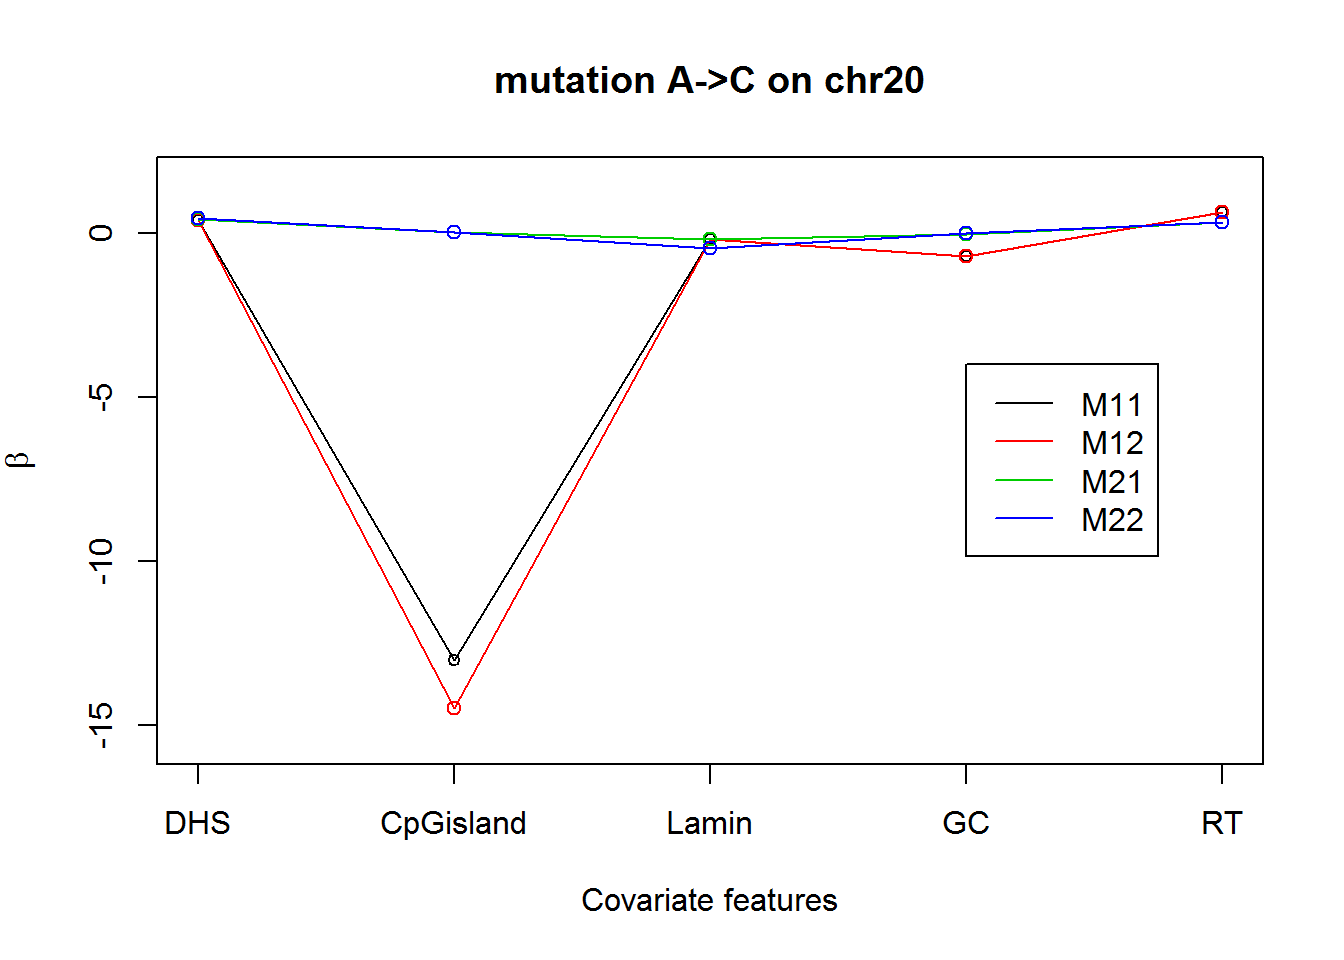 mutation A->C on chr20
β
0
-5
-10
-15
M11
M12
M21
M22
DHS CpGisland Lamin GC RT
Covariate features